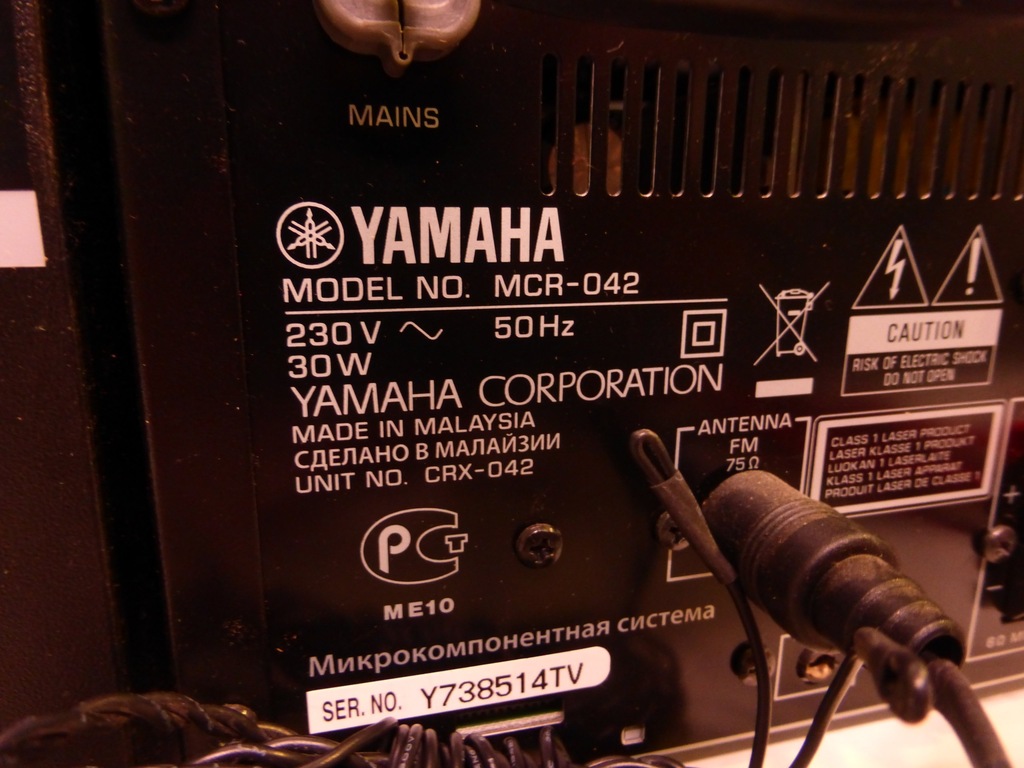 MAINS
YAMAHA
MODEL NO. MCR-042
230V ~ 50Hz
30W
YAMAHA CORPORATION
MADE IN MALAYSIA
СДЕЛАНО В МАЛАЙЗИИ
UNIT NO. CRX-042
CAUTION
RISK OF ELECTRIC SHOCK
DO NOT OPEN
ANTENNA
FM
75Ω
CLASS 1 LASER PRODUCT
LASER KLASSE 1 PRODUKT
LUOKAN 1 LASERLAITE
KLASS 1 LASER APPARAT
PRODUIT LASER DE CLASSE 1
РСТ
ME10
Микрокомпонентная система
SER. NO. Y738514TV
+